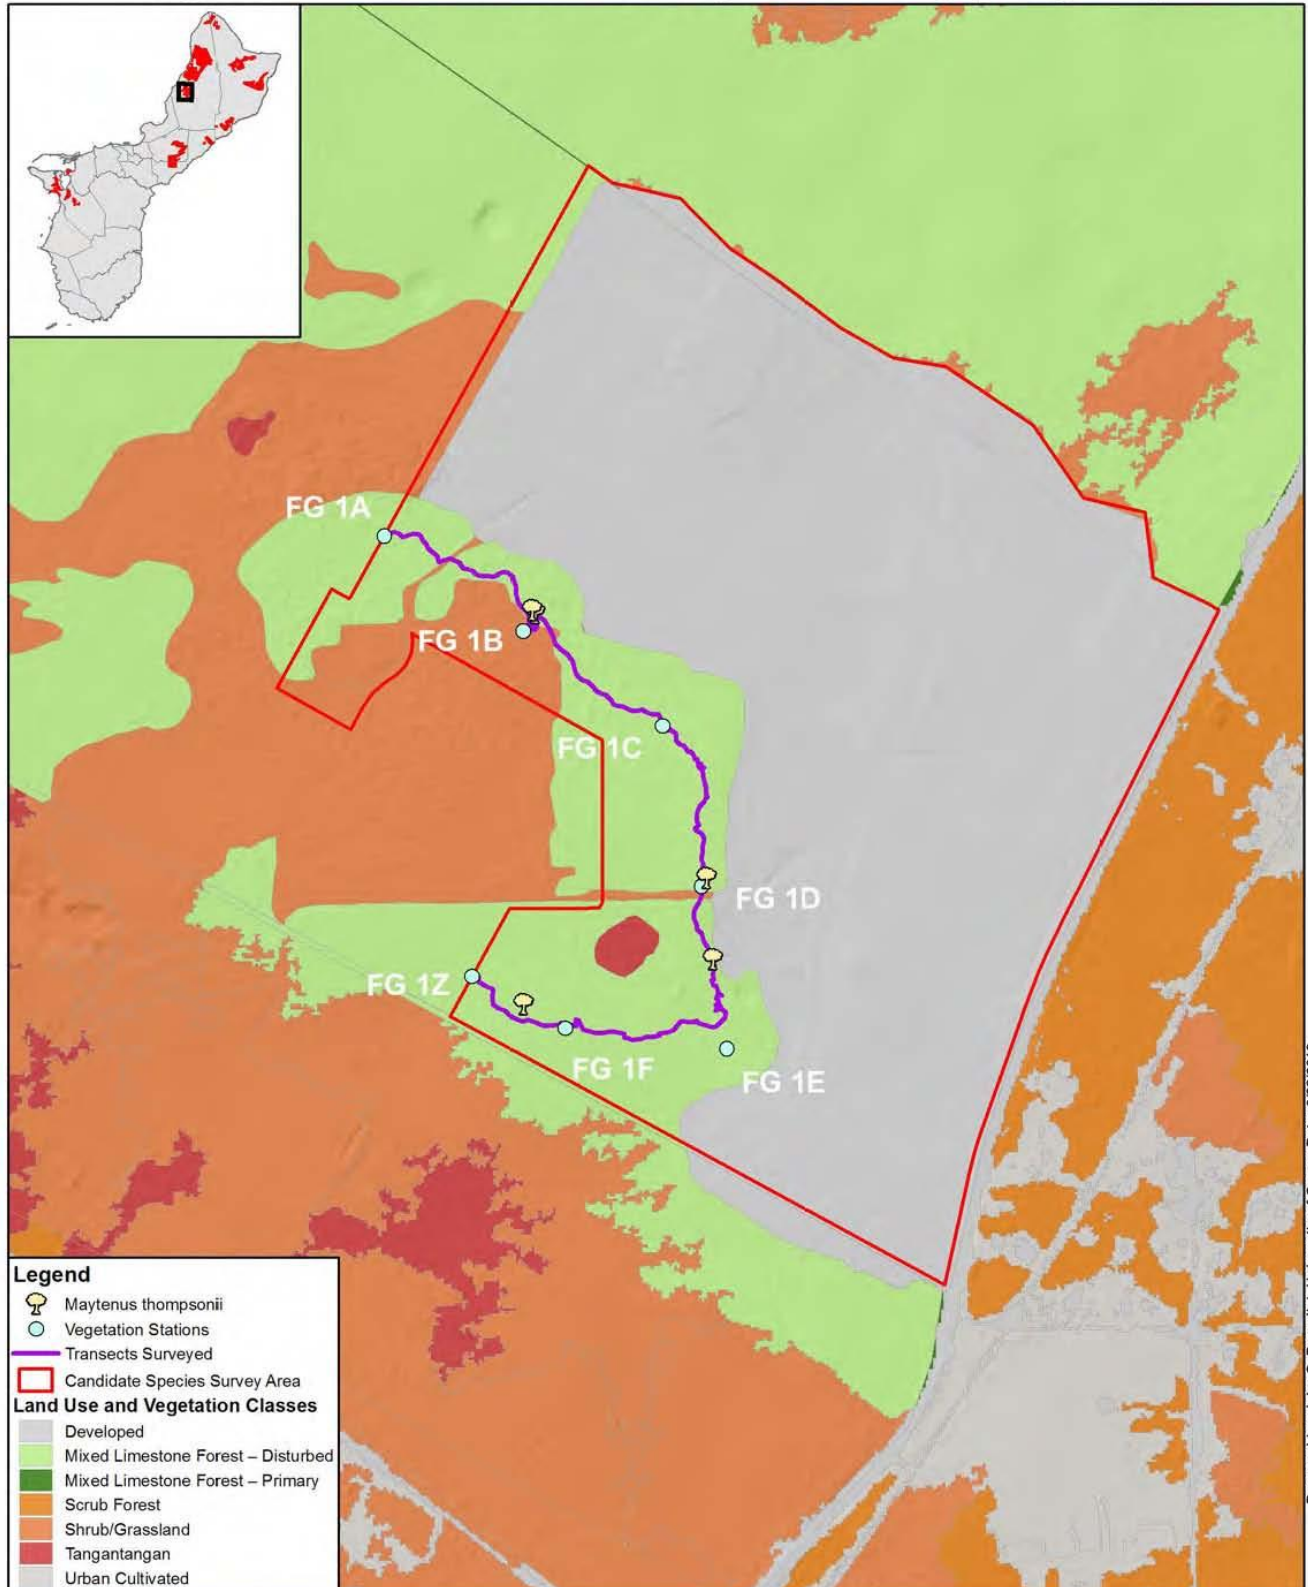 FG 1A
FG 1B
FG 1C
FG 1D
FG 1Z
FG 1F
FG 1E
Legend
Maytenus thompsonii
Vegetation Stations
Transects Surveyed
Candidate Species Survey Area
Land Use and Vegetation Classes
Developed
Mixed Limestone Forest – Disturbed
Mixed Limestone Forest – Primary
Scrub Forest
Shrub/Grassland
Tangantangan
Urban Cultivated